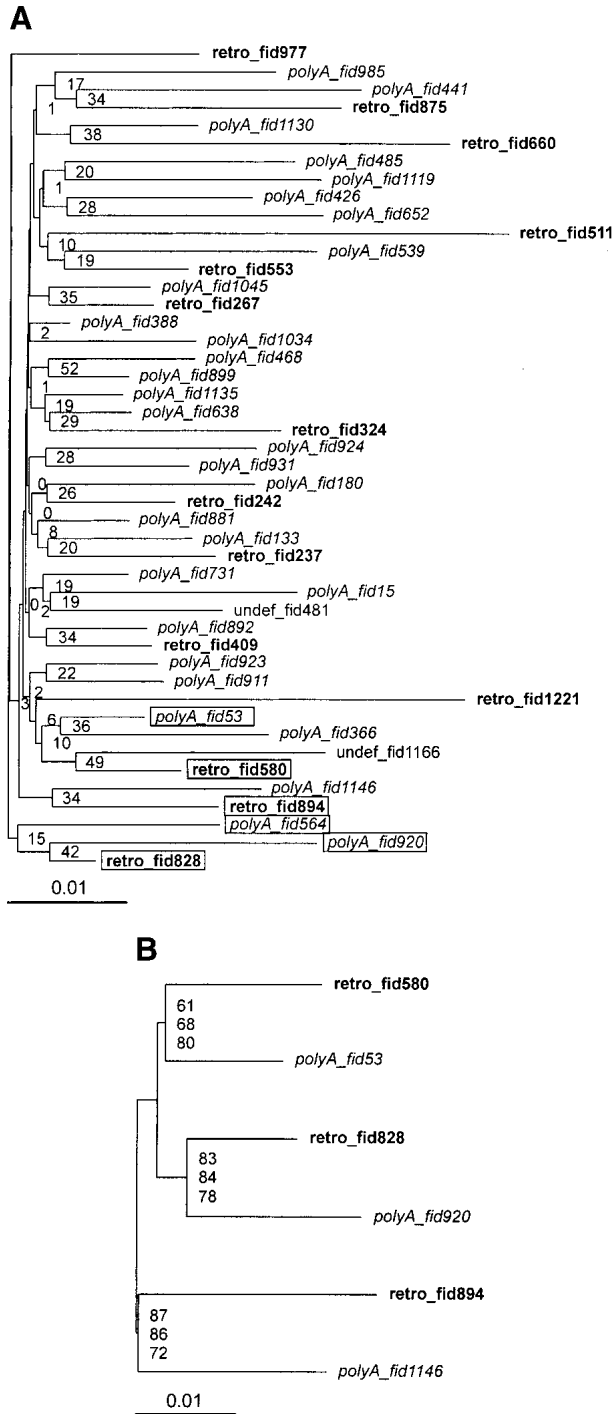 A
retro_fid977
polyA_fid985
17
polyA_fid441
34
retro_fid875
1
polyA_fid1130
38
retro_fid660
polyA_fid485
20
polyA_fid1119
1
polyA_fid426
28
polyA_fid652
retro_fid511
10
polyA_fid539
19
retro_fid553
polyA_fid1045
35
retro_fid267
polyA_fid388
2
polyA_fid1034
polyA_fid468
52
polyA_fid899
1
polyA_fid1135
19
polyA_fid638
29
retro_fid324
polyA_fid924
28
polyA_fid931
0
polyA_fid180
26
retro_fid242
0
polyA_fid881
8
polyA_fid133
20
retro_fid237
polyA_fid731
19
polyA_fid15
0
19
2
undef_fid481
polyA_fid892
34
retro_fid409
polyA_fid923
22
polyA_fid911
2
3
retro_fid1221
6
polyA_fid53
36
polyA_fid366
10
undef_fid1166
49
retro_fid580
polyA_fid1146
34
retro_fid894
polyA_fid564
15
polyA_fid920
42
retro_fid828
0.01
B
retro_fid580
61
68
80
polyA_fid53
retro_fid828
83
84
78
polyA_fid920
retro_fid894
87
86
72
polyA_fid1146
0.01